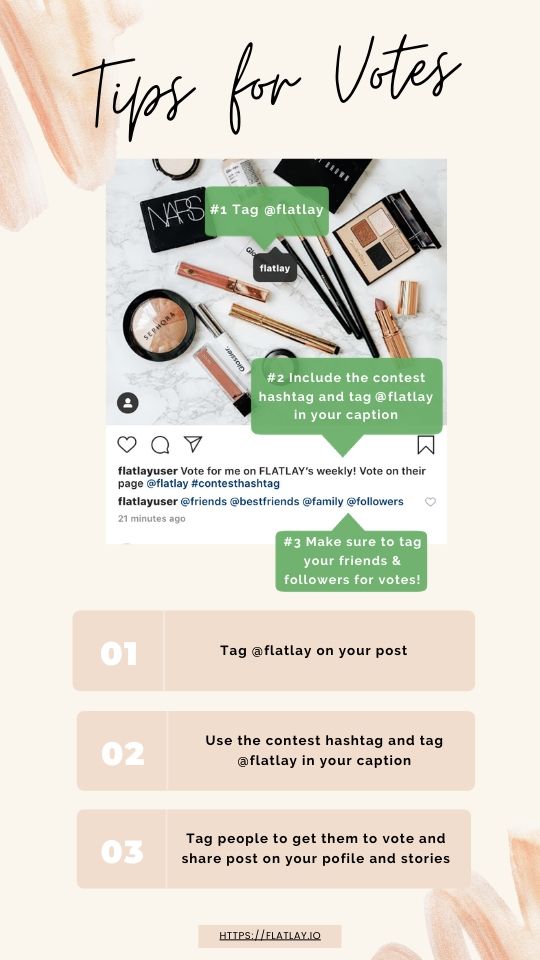 Tips for Votes
NARS
BROWN
#1 Tag @flatlay
flatlay
SEPHORA
Glossier.
#2 Include the contest
hashtag and tag @flatlay
in your caption
flatlayuser Vote for me on FLATLAY's weekly! Vote on their
page @flatlay #contesthashtag
flatlayuser @friends @bestfriends @family @followers
21 minutes ago
#3 Make sure to tag
your friends &
followers for votes!
01
Tag @flatlay on your post
02
Use the contest hashtag and tag
@flatlay in your caption
03
Tag people to get them to vote and
share post on your pofile and stories
HTTPS://FLATLAY.IO